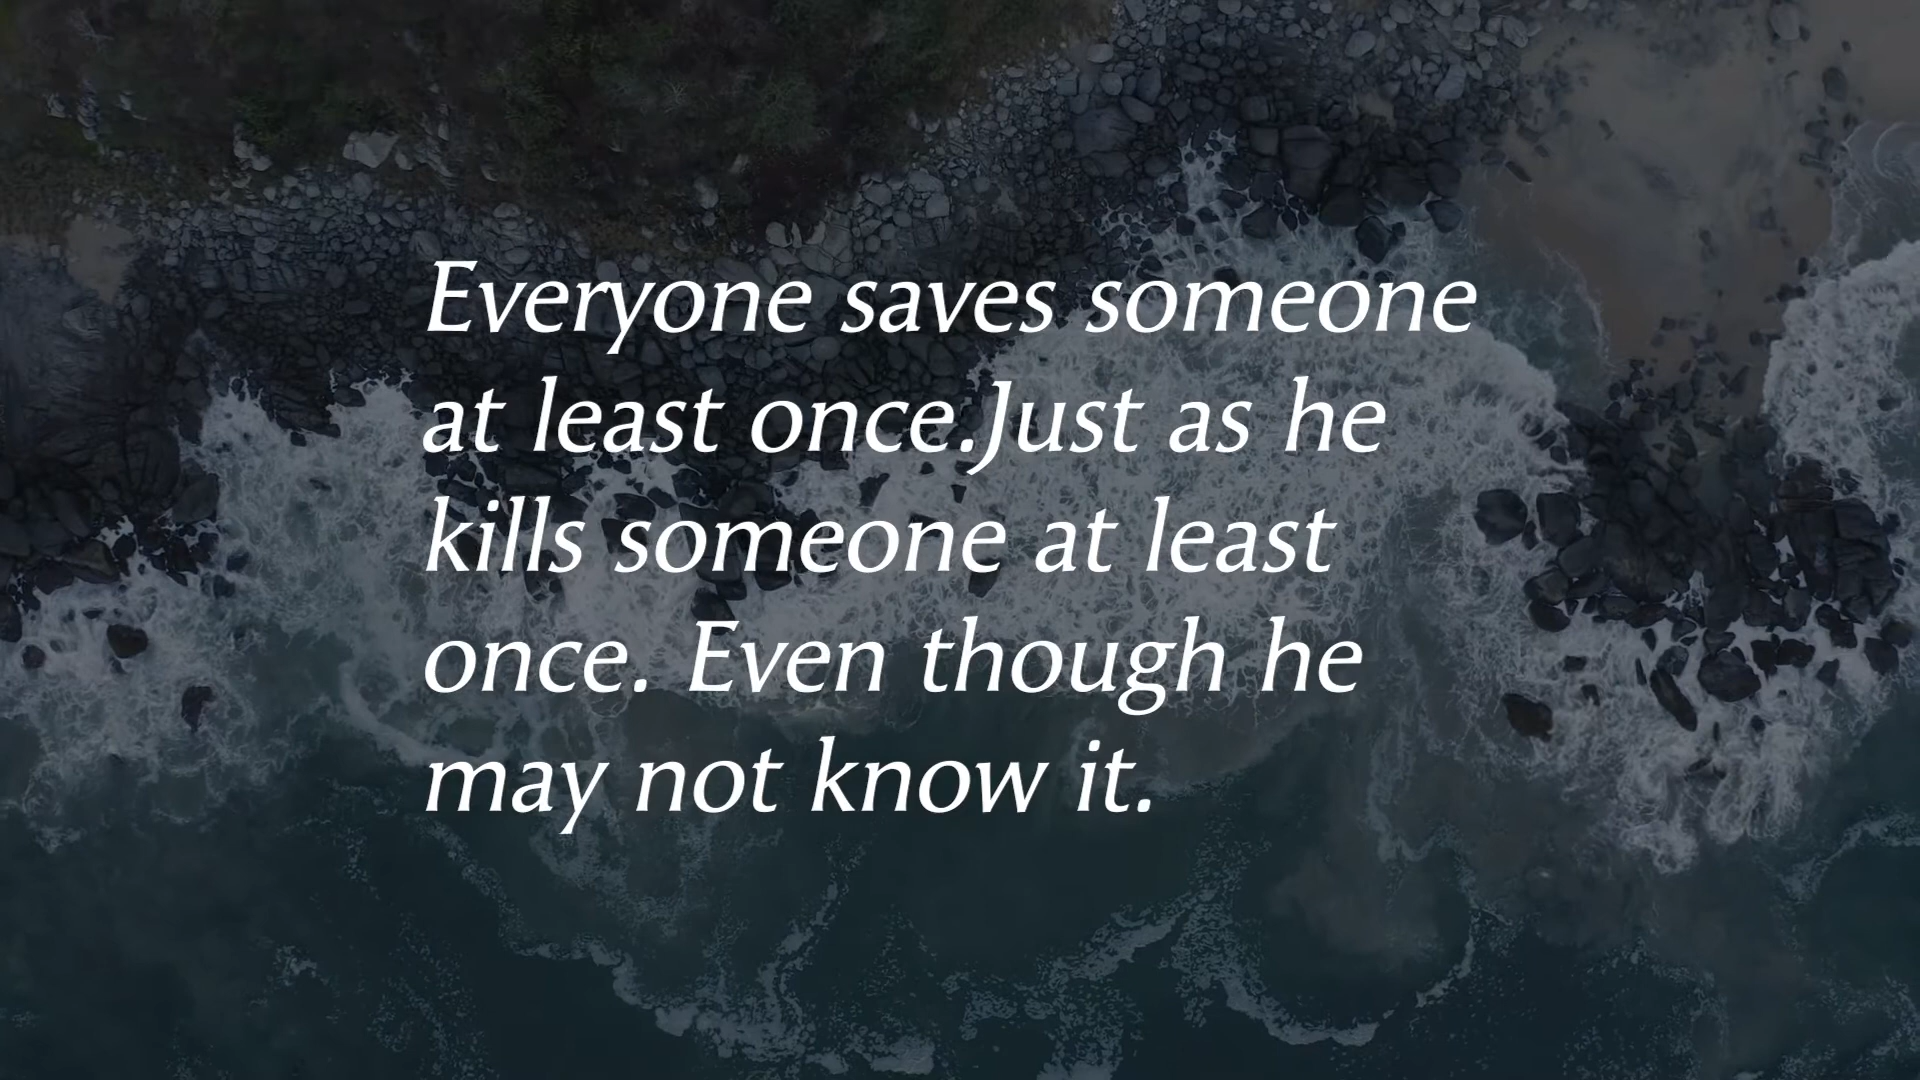 Everyone saves someone
at least once.Just as he
kills someone at least
once. Even though he
may not know it.